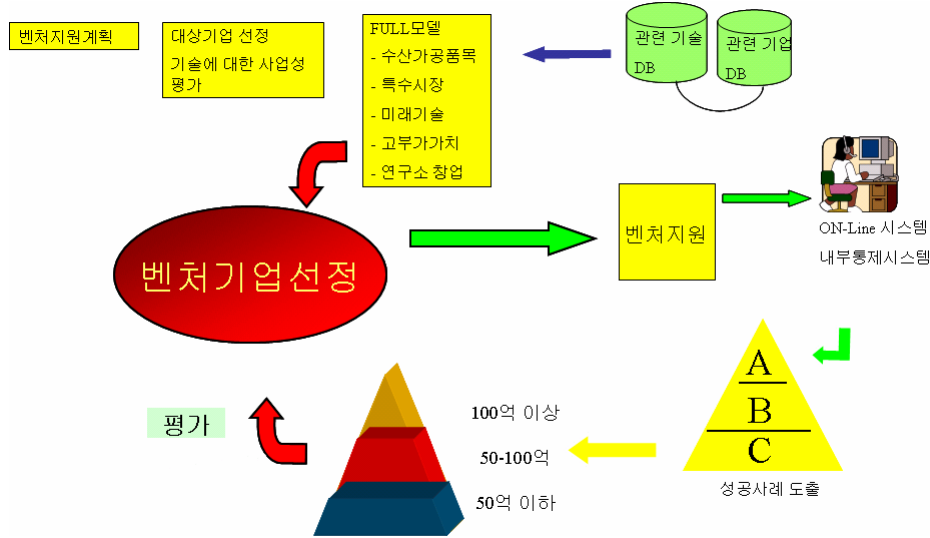 벤처지원계획
대상기업 선정
기술에 대한 사업성
평가
FULL모델
- 수산가공품목
- 특수시장
- 미래기술
- 고부가가치
- 연구소 창업
관련 기술
DB
관련 기업
DB
벤처기업선정
벤처지원
ON-Line 시스템
내부통제시스템
A
B
C
성공사례 도출
100억 이상
50-100억
50억 이하
평가